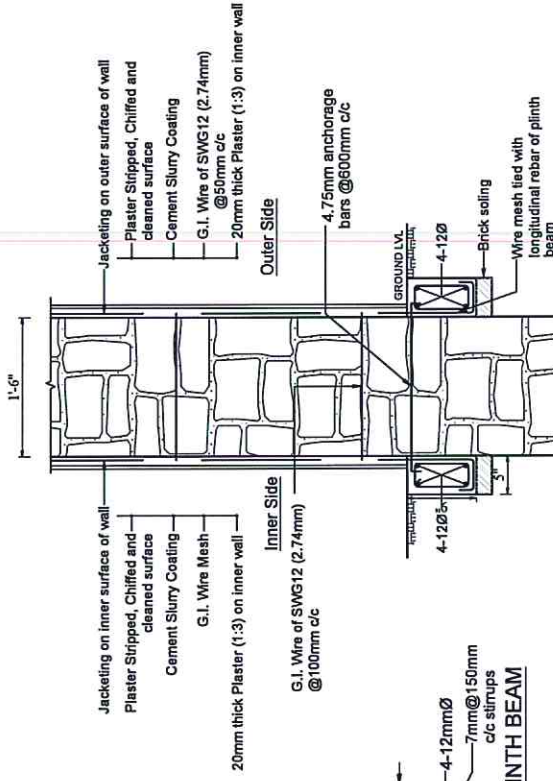 1'-6"
Jacketing on inner surface of wall
Plaster Stripped, Chiffed and
cleaned surface
Cement Slurry Coating
G.I. Wire Mesh
20mm thick Plaster (1:3) on inner wall
Inner Side
G.I. Wire of SWG12 (2.74mm)
@100mm c/c
Jacketing on outer surface of wall
Plaster Stripped, Chiffed and
cleaned surface
Cement Slurry Coating
G.I. Wire of SWG12 (2.74mm)
@50mm c/c
20mm thick Plaster (1:3) on inner wall
Outer Side
4.75mm anchorage
bars @600mm c/c
GROUND LVL
4-12Ø
Brick soling
Wire mesh tied with
longitudinal rebar of plinth
beam
4-12Ø
5"
4-12mmØ
7mm@150mm
c/c stirrups
INTH BEAM